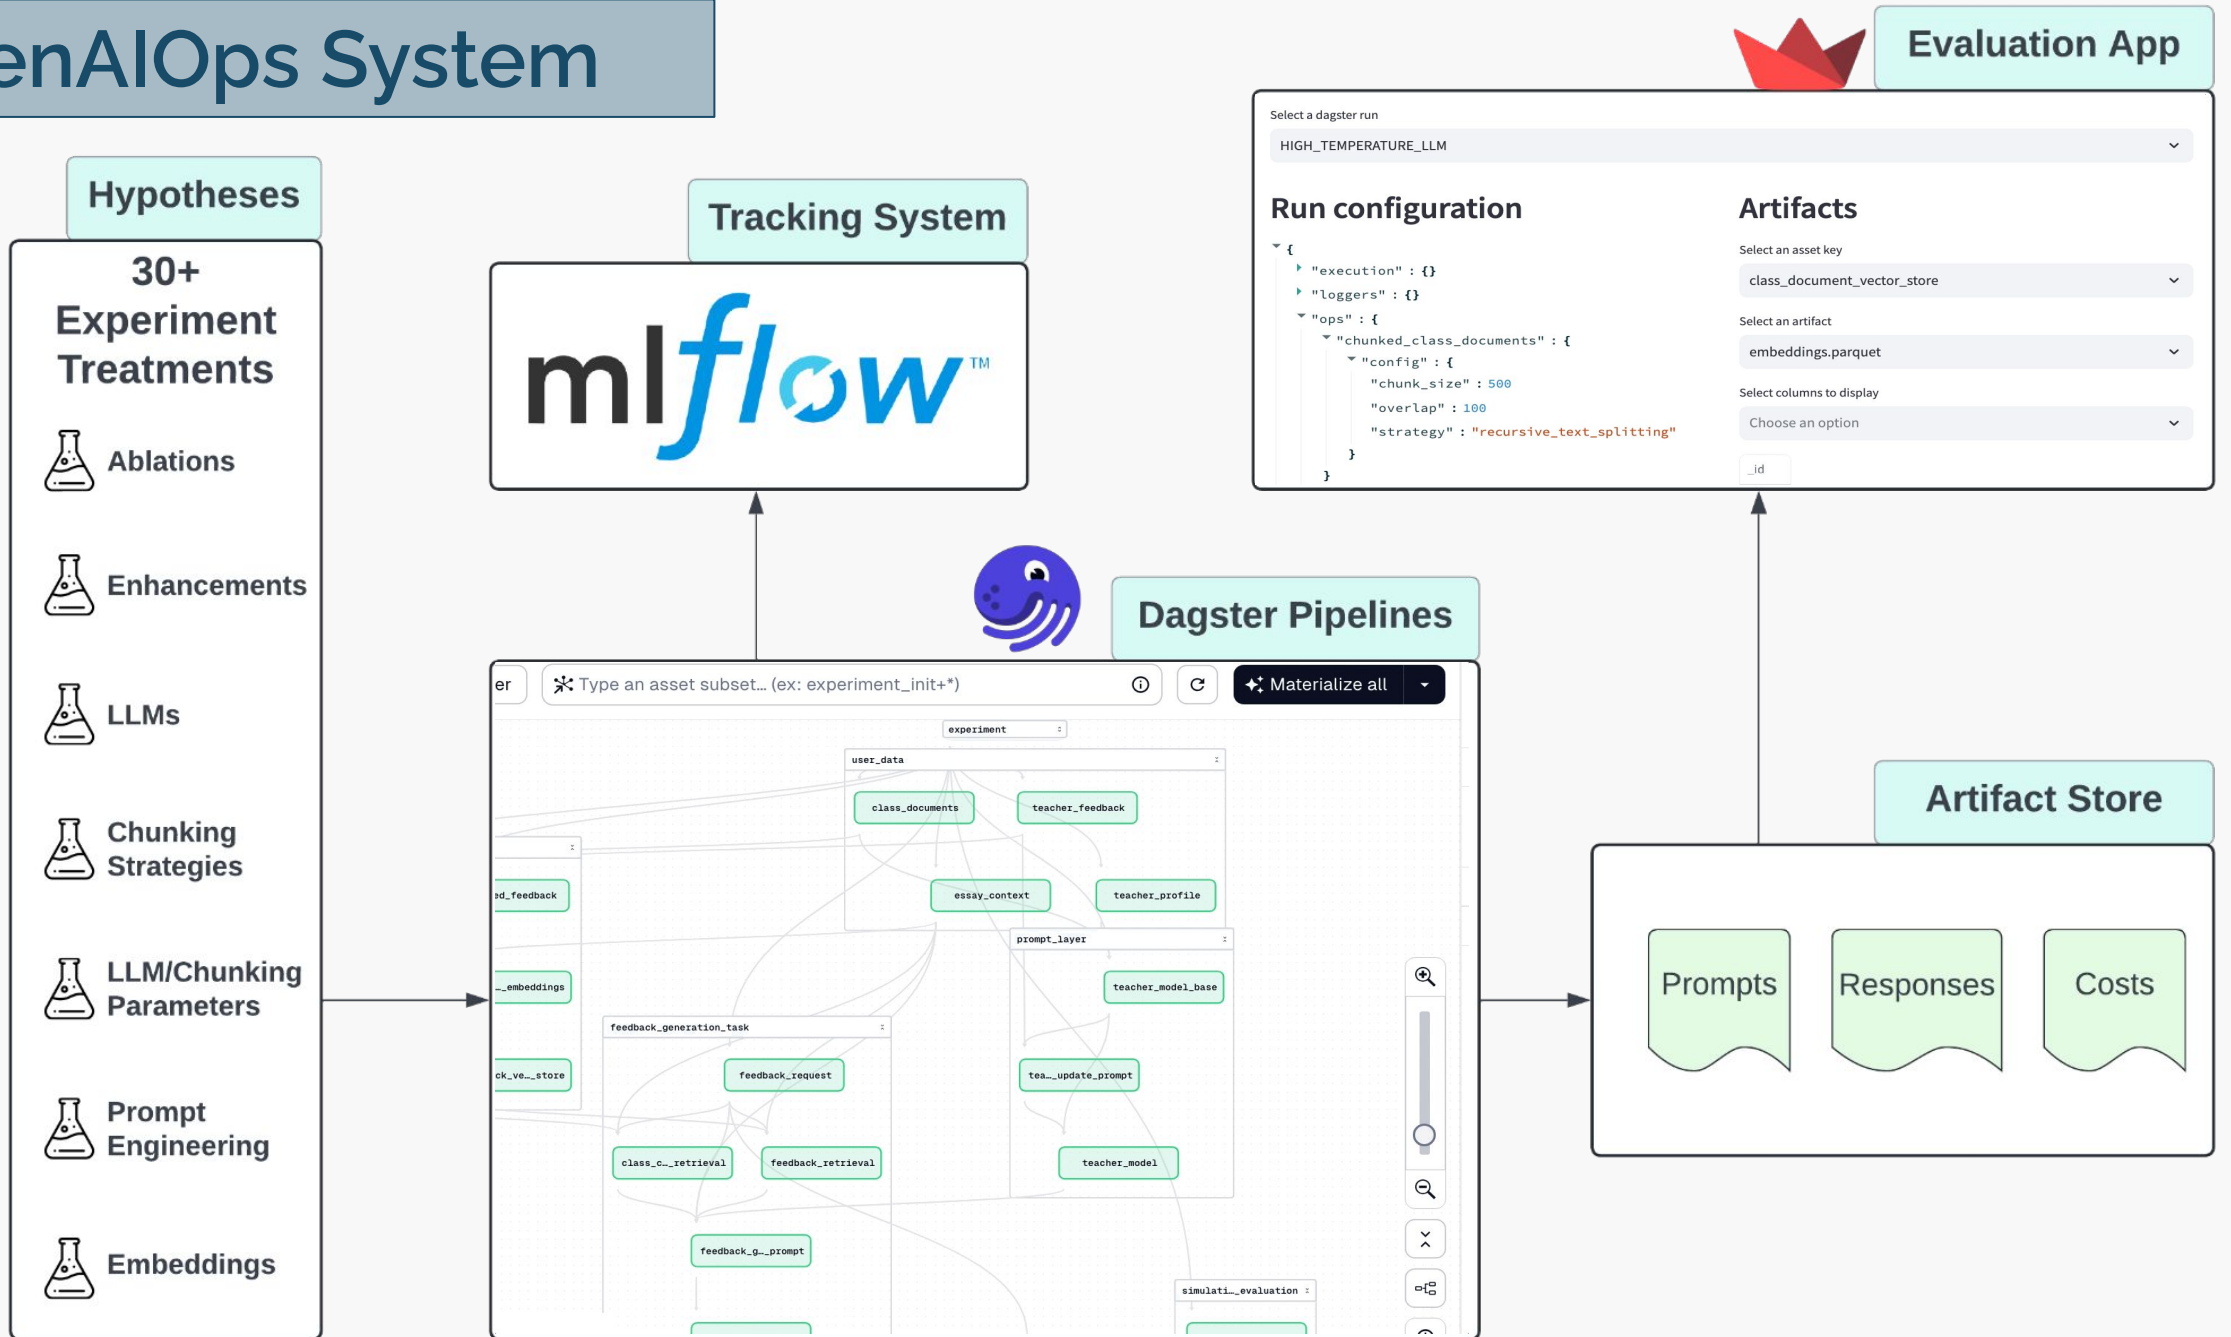 enAIOps System
Hypotheses
30+
Experiment
Treatments
Ablations
Enhancements
LLMs
Chunking
Strategies
LLM/Chunking
Parameters
Prompt
Engineering
Embeddings
Tracking System
mlflow™
Evaluation App
Select a dagster run
HIGH_TEMPERATURE_LLM
Run configuration
{
"execution" : {}
"loggers" : {}
"ops" : {
"chunked_class_documents" : {
"config" : {
"chunk_size" : 500
"overlap" : 100
"strategy" : "recursive_text_splitting"
}
}
Artifacts
Select an asset key
class_document_vector_store
Select an artifact
embeddings.parquet
Select columns to display
Choose an option
_id
Dagster Pipelines
er
Type an asset subset... (ex: experiment_init+*)
Materialize all
experiment
user_data
class_documents
teacher_feedback
essay_context
teacher_profile
ed_feedback
…_embeddings
ck_ve…_store
prompt_layer
teacher_model_base
tea…_update_prompt
teacher_model
feedback_generation_task
feedback_request
class_c…_retrieval
feedback_retrieval
feedback_g…_prompt
simulati…_evaluation
Artifact Store
Prompts
Responses
Costs